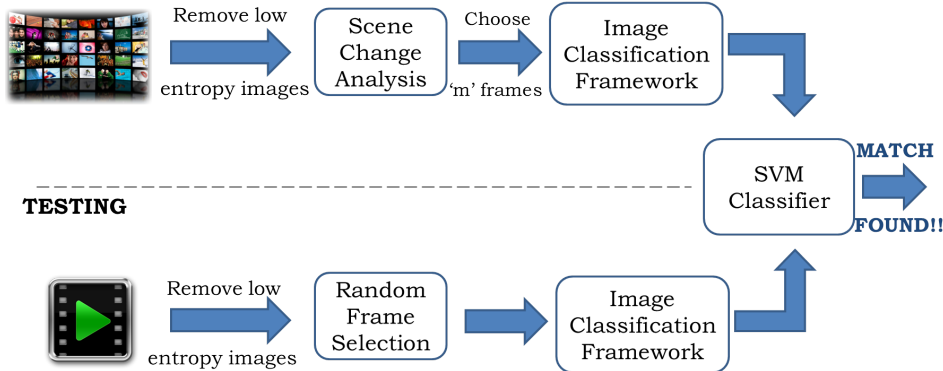 Remove low
entropy images
Scene
Change
Analysis
Choose
‘m’ frames
Image
Classification
Framework
SVM
Classifier
MATCH
FOUND!!
TESTING
Remove low
entropy images
Random
Frame
Selection
Image
Classification
Framework